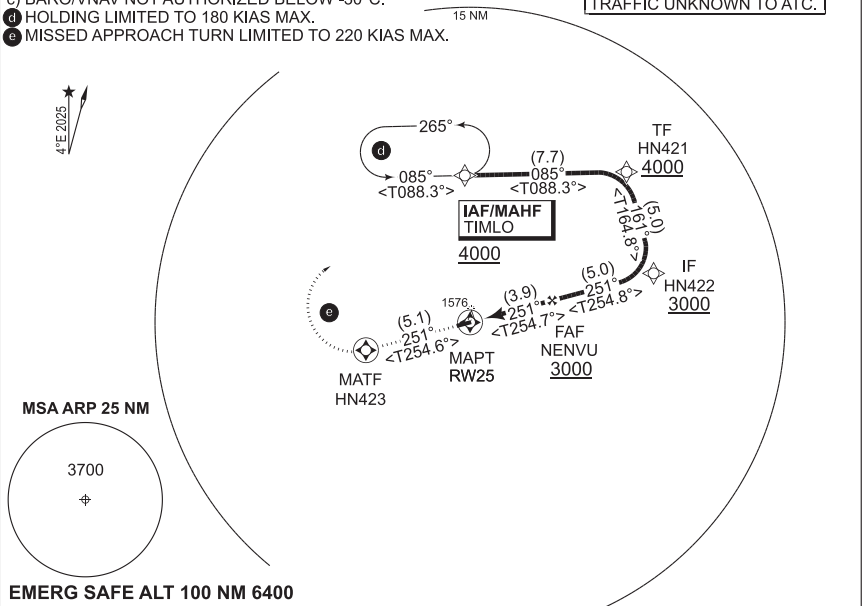 c) BARO/VNAV NOT AUTHORIZED BELOW -30°C.
d HOLDING LIMITED TO 180 KIAS MAX.
e MISSED APPROACH TURN LIMITED TO 220 KIAS MAX.
15 NM
TRAFFIC UNKNOWN TO ATC.
4°E 2025
265°
d
085°
<T088.3°>
(7.7)
085°
<T088.3°>
TF
HN421
4000
IAF/MAHF
TIMLO
4000
(5.0)
161°
<T164.8°>
IF
HN422
3000
(5.0)
251°
<T254.8°>
FAF
NENVU
3000
(3.9)
251°
<T254.7°>
1576
MAPT
RW25
(5.1)
251°
<T254.6°>
e
MATF
HN423
MSA ARP 25 NM
3700
EMERG SAFE ALT 100 NM 6400